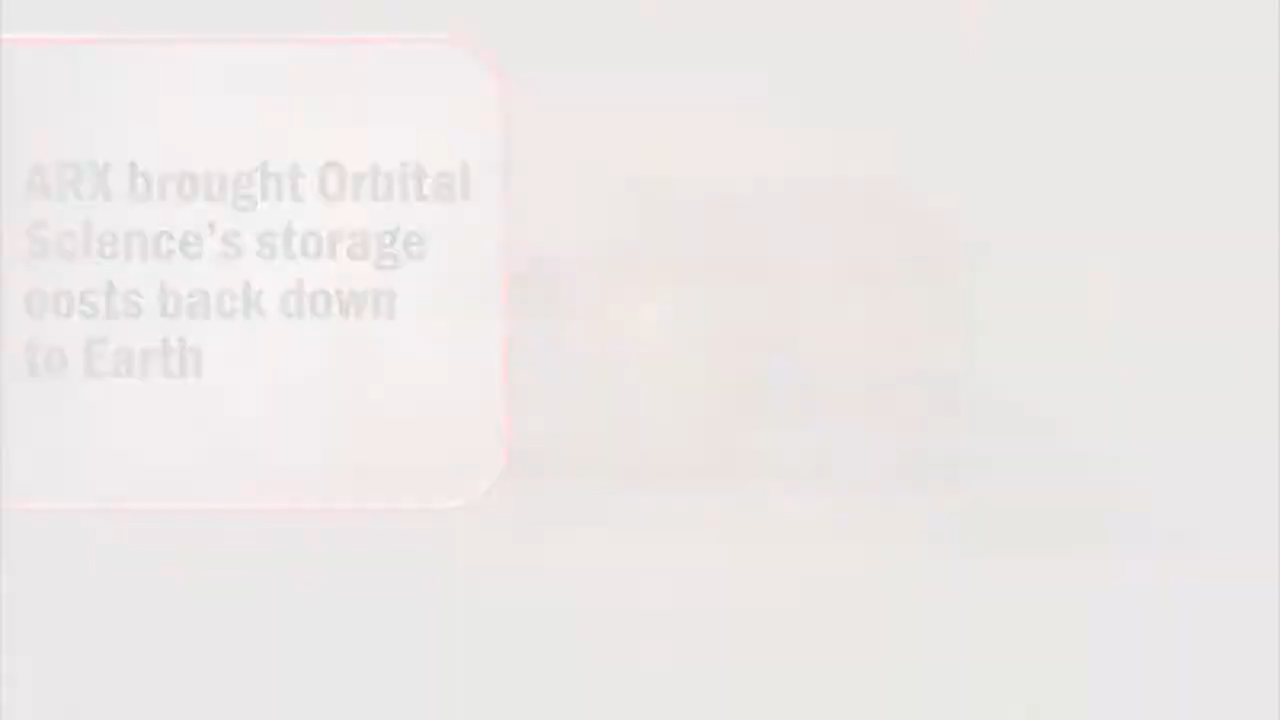 ARX brought Orbital
Science's storage
costs back down
to Earth